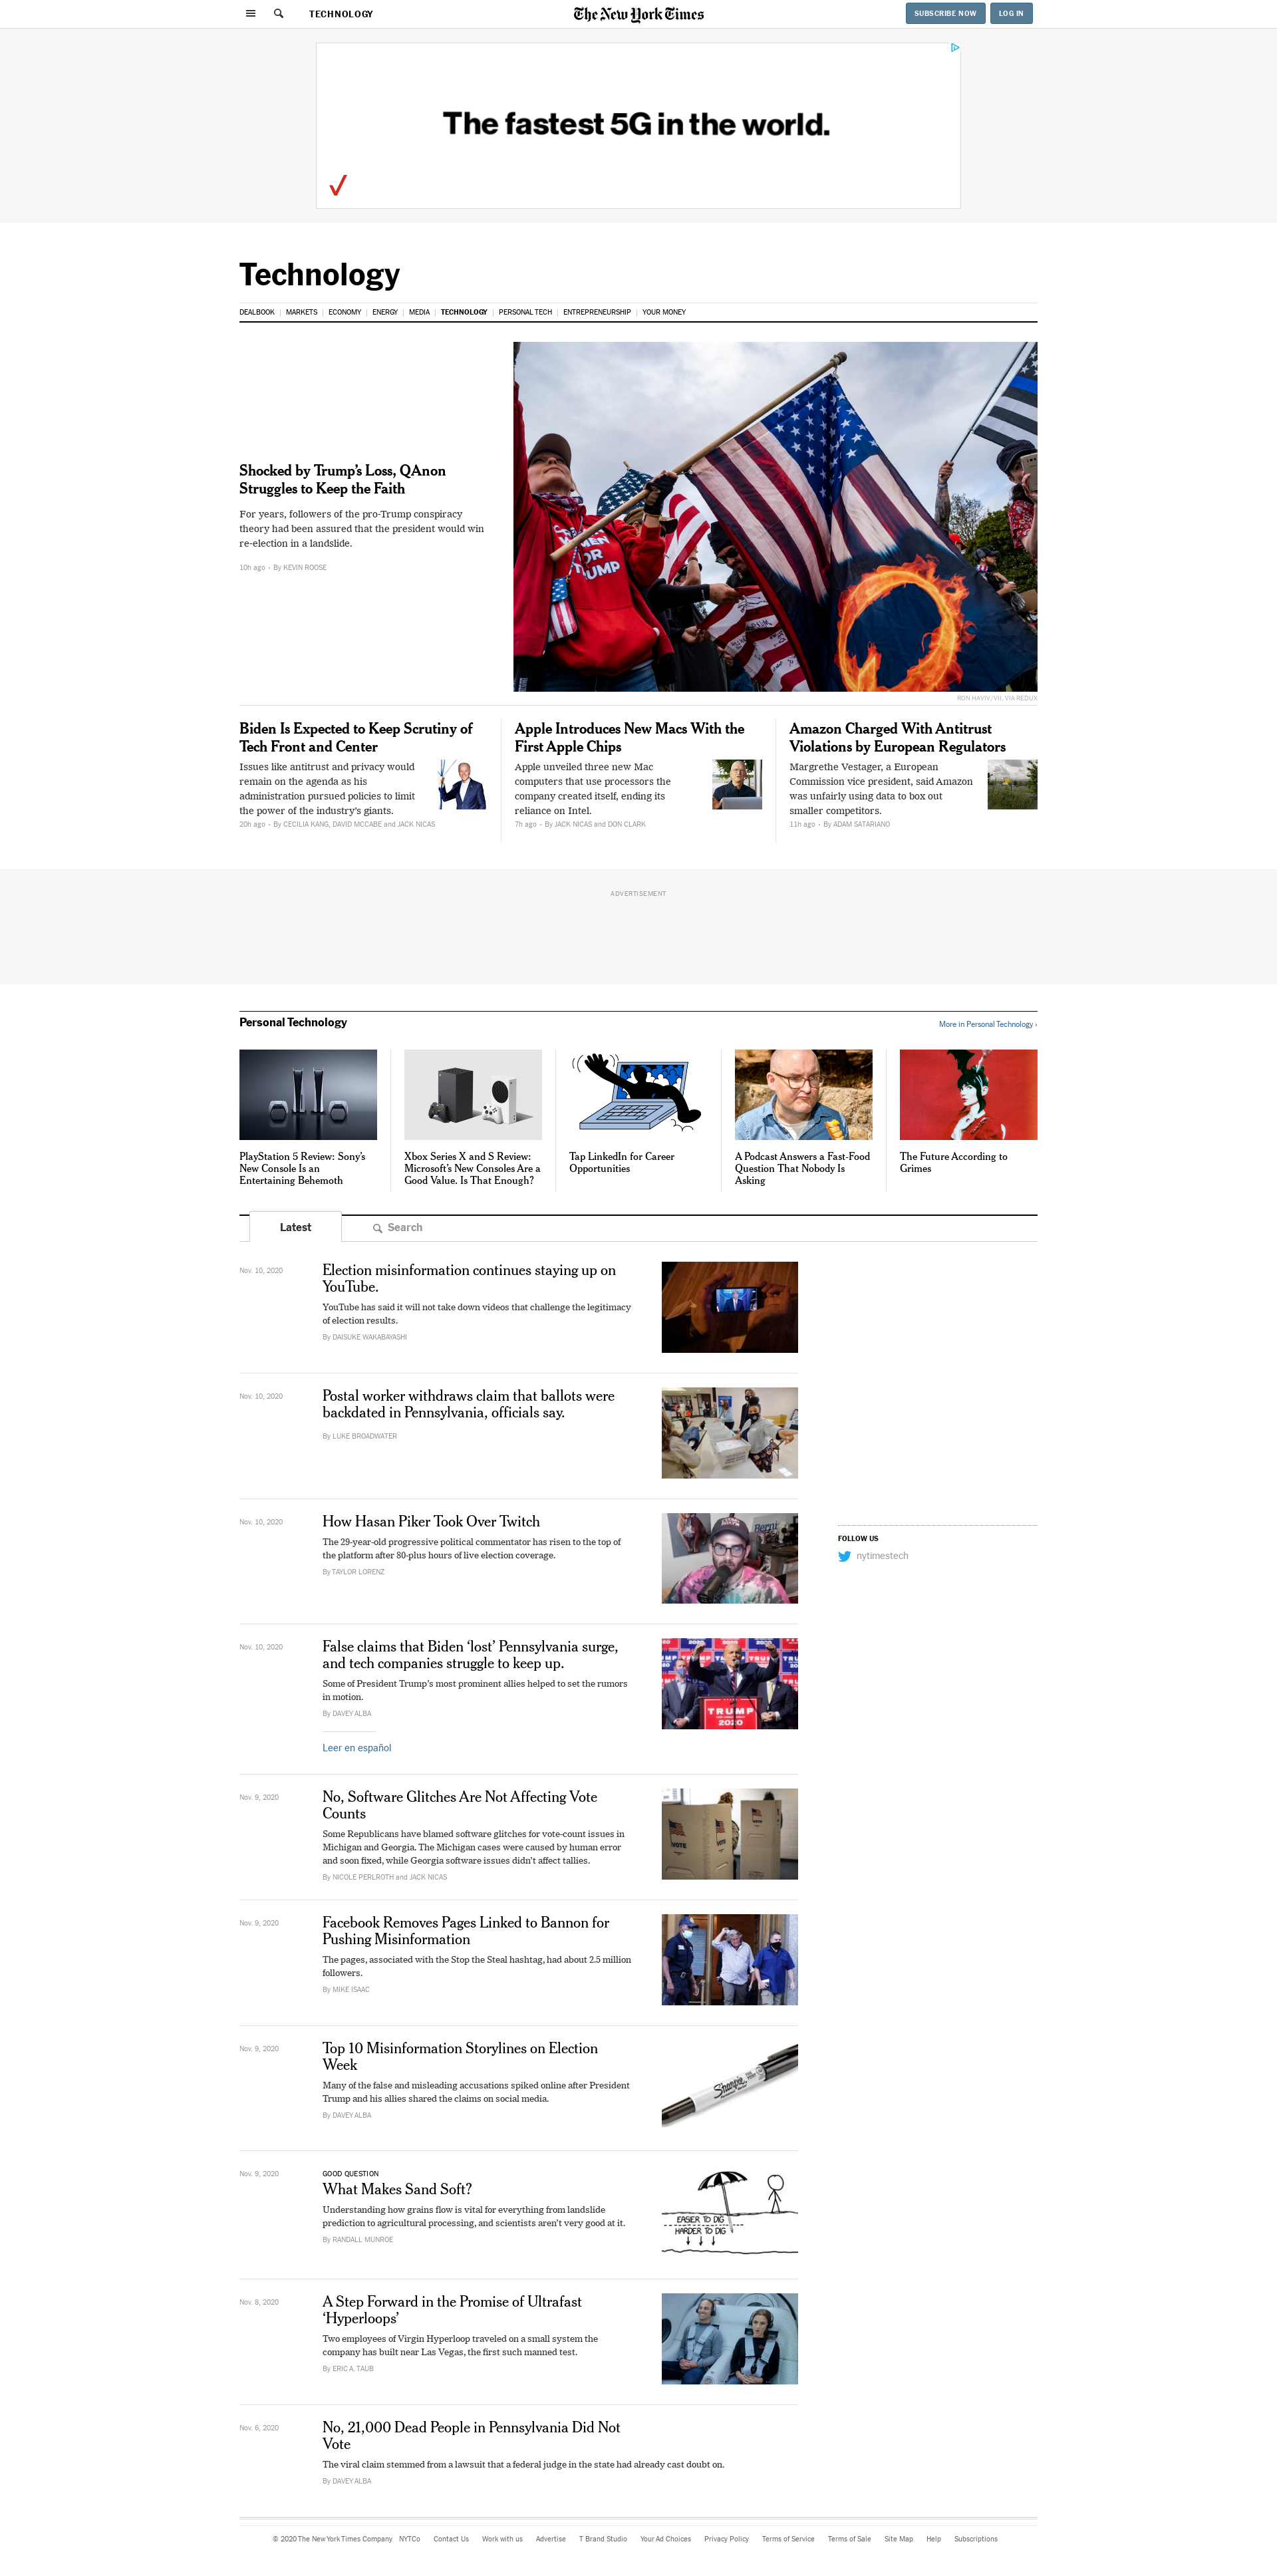 TECHNOLOGY
The New York Times
SUBSCRIBE NOW
LOG IN
The fastest 5G in the world.
Technology
DEALBOOK
MARKETS
ECONOMY
ENERGY
MEDIA
TECHNOLOGY
PERSONAL TECH
ENTREPRENEURSHIP
YOUR MONEY
Shocked by Trump’s Loss, QAnon
Struggles to Keep the Faith
For years, followers of the pro-Trump conspiracy
theory had been assured that the president would win
re-election in a landslide.
10h ago • By KEVIN ROOSE
WOMEN
FOR
TRUMP
RON HAVIV/VII, VIA REDUX
Biden Is Expected to Keep Scrutiny of
Tech Front and Center
Issues like antitrust and privacy would
remain on the agenda as his
administration pursued policies to limit
the power of the industry’s giants.
20h ago • By CECILIA KANG, DAVID MCCABE and JACK NICAS
Apple Introduces New Macs With the
First Apple Chips
Apple unveiled three new Mac
computers that use processors the
company created itself, ending its
reliance on Intel.
7h ago • By JACK NICAS and DON CLARK
Amazon Charged With Antitrust
Violations by European Regulators
Margrethe Vestager, a European
Commission vice president, said Amazon
was unfairly using data to box out
smaller competitors.
11h ago • By ADAM SATARIANO
ADVERTISEMENT
Personal Technology
More in Personal Technology ›
PlayStation 5 Review: Sony’s
New Console Is an
Entertaining Behemoth
Xbox Series X and S Review:
Microsoft’s New Consoles Are a
Good Value. Is That Enough?
Tap LinkedIn for Career
Opportunities
A Podcast Answers a Fast-Food
Question That Nobody Is
Asking
The Future According to
Grimes
Latest
Search
Nov. 10, 2020
Election misinformation continues staying up on
YouTube.
YouTube has said it will not take down videos that challenge the legitimacy
of election results.
By DAISUKE WAKABAYASHI
Nov. 10, 2020
Postal worker withdraws claim that ballots were
backdated in Pennsylvania, officials say.
By LUKE BROADWATER
Nov. 10, 2020
How Hasan Piker Took Over Twitch
The 29-year-old progressive political commentator has risen to the top of
the platform after 80-plus hours of live election coverage.
By TAYLOR LORENZ
Berni
FOLLOW US
nytimestech
Nov. 10, 2020
False claims that Biden ‘lost’ Pennsylvania surge,
and tech companies struggle to keep up.
Some of President Trump’s most prominent allies helped to set the rumors
in motion.
By DAVEY ALBA
Leer en español
TRUMP
2020
Nov. 9, 2020
No, Software Glitches Are Not Affecting Vote
Counts
Some Republicans have blamed software glitches for vote-count issues in
Michigan and Georgia. The Michigan cases were caused by human error
and soon fixed, while Georgia software issues didn’t affect tallies.
By NICOLE PERLROTH and JACK NICAS
VOTE
VOTE
Nov. 9, 2020
Facebook Removes Pages Linked to Bannon for
Pushing Misinformation
The pages, associated with the Stop the Steal hashtag, had about 2.5 million
followers.
By MIKE ISAAC
Nov. 9, 2020
Top 10 Misinformation Storylines on Election
Week
Many of the false and misleading accusations spiked online after President
Trump and his allies shared the claims on social media.
By DAVEY ALBA
Sharpie
Nov. 9, 2020
GOOD QUESTION
What Makes Sand Soft?
Understanding how grains flow is vital for everything from landslide
prediction to agricultural processing, and scientists aren’t very good at it.
By RANDALL MUNROE
EASIER TO DIG
HARDER TO DIG
Nov. 8, 2020
A Step Forward in the Promise of Ultrafast
‘Hyperloops’
Two employees of Virgin Hyperloop traveled on a small system the
company has built near Las Vegas, the first such manned test.
By ERIC A. TAUB
Nov. 6, 2020
No, 21,000 Dead People in Pennsylvania Did Not
Vote
The viral claim stemmed from a lawsuit that a federal judge in the state had already cast doubt on.
By DAVEY ALBA
© 2020 The New York Times Company
NYTCo
Contact Us
Work with us
Advertise
T Brand Studio
Your Ad Choices
Privacy Policy
Terms of Service
Terms of Sale
Site Map
Help
Subscriptions